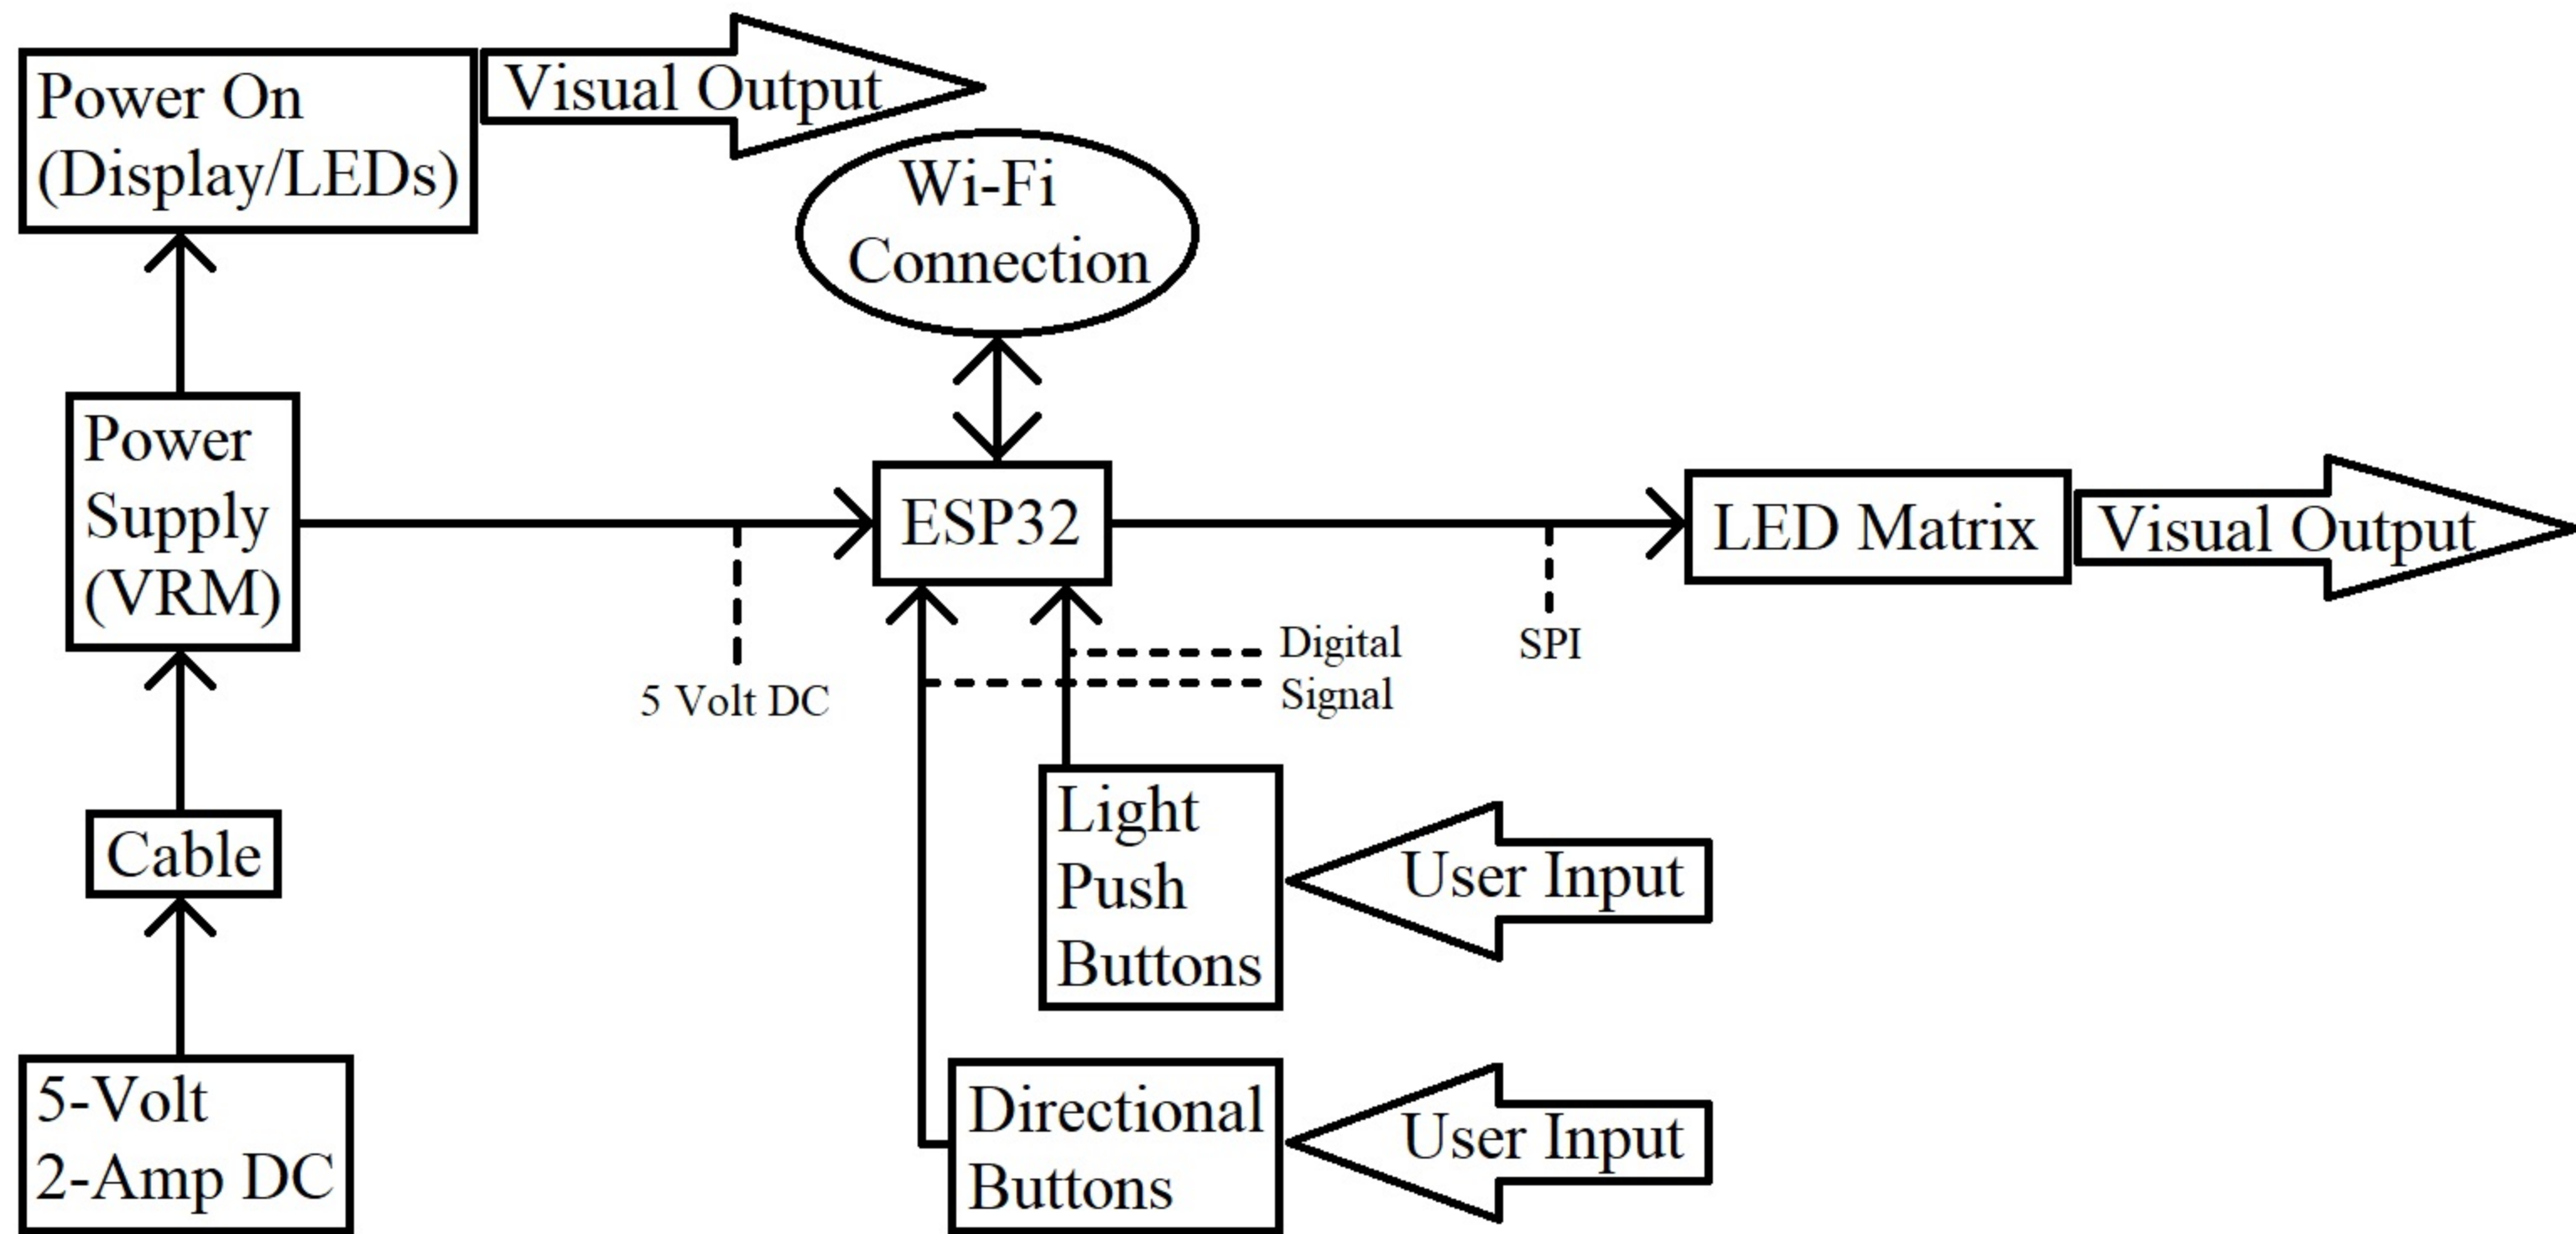 Power On
(Display/LEDs)
Visual Output
Wi-Fi
Connection
Power
Supply
(VRM)
ESP32
LED Matrix
Visual Output
5 Volt DC
Digital
Signal
SPI
Cable
Light
Push
Buttons
User Input
5-Volt
2-Amp DC
Directional
Buttons
User Input